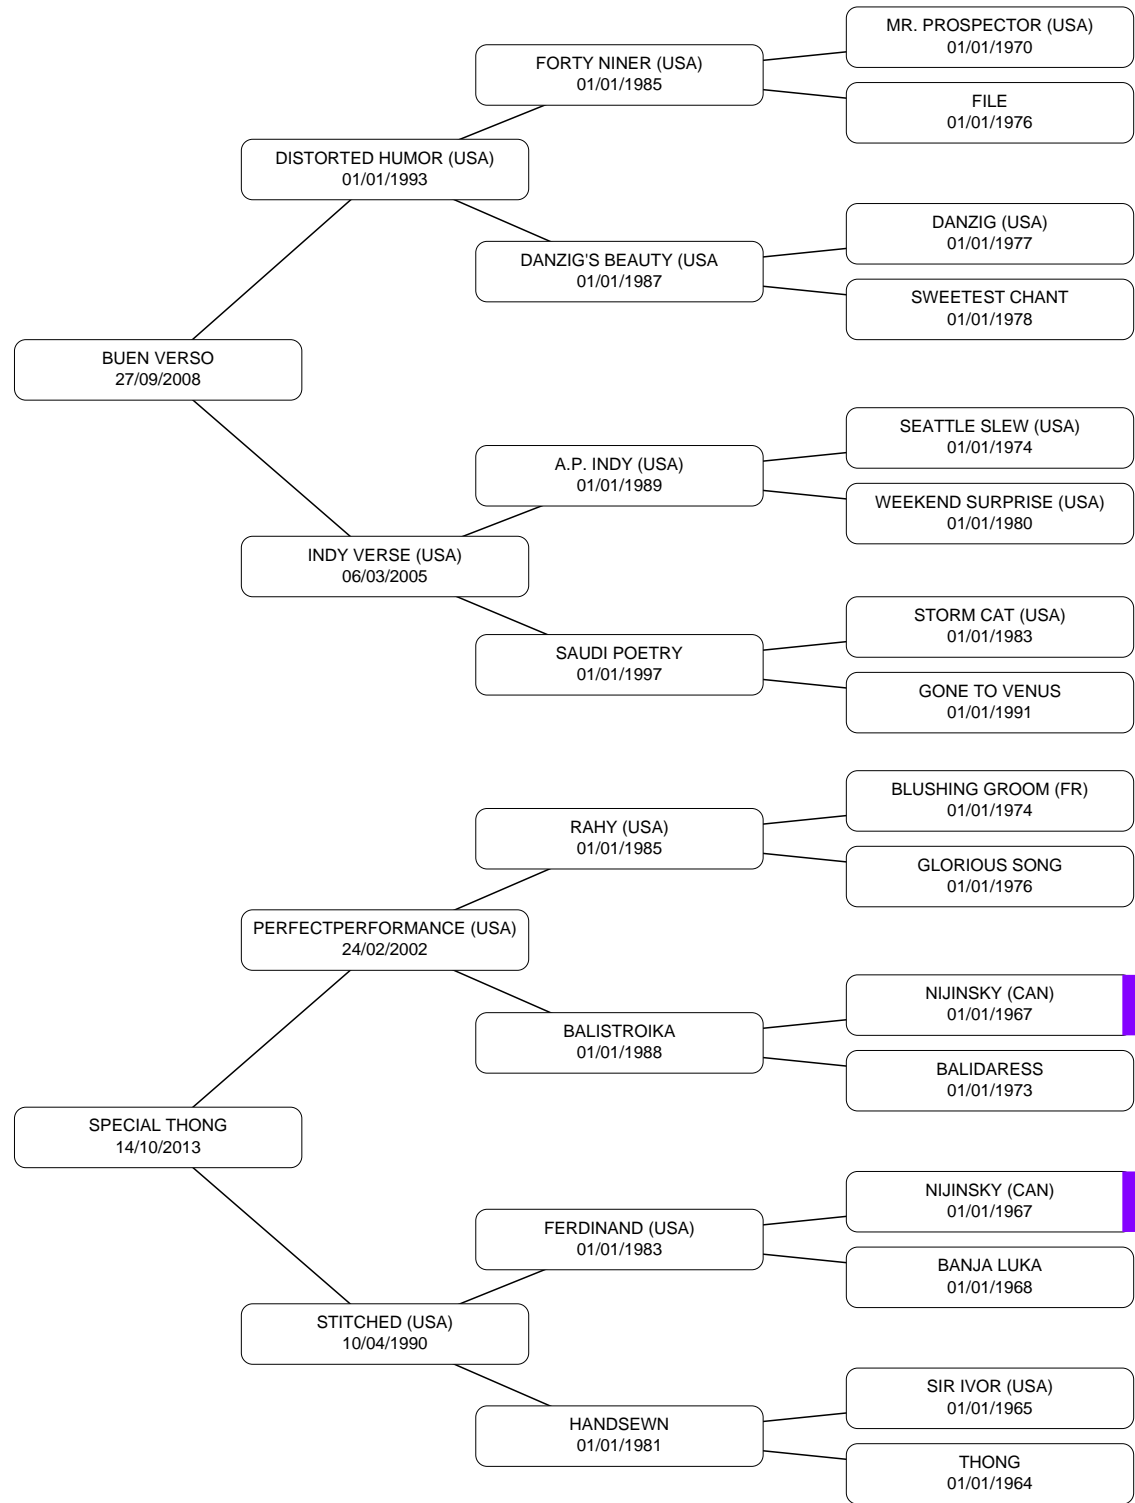 MR. PROSPECTOR (USA)
01/01/1970
FORTY NINER (USA)
01/01/1985
FILE
01/01/1976
DISTORTED HUMOR (USA)
01/01/1993
DANZIG (USA)
01/01/1977
DANZIG'S BEAUTY (USA
01/01/1987
SWEETEST CHANT
01/01/1978
BUEN VERSO
27/09/2008
SEATTLE SLEW (USA)
01/01/1974
A.P. INDY (USA)
01/01/1989
WEEKEND SURPRISE (USA)
01/01/1980
INDY VERSE (USA)
06/03/2005
STORM CAT (USA)
01/01/1983
SAUDI POETRY
01/01/1997
GONE TO VENUS
01/01/1991
BLUSHING GROOM (FR)
01/01/1974
RAHY (USA)
01/01/1985
GLORIOUS SONG
01/01/1976
PERFECTPERFORMANCE (USA)
24/02/2002
NIJINSKY (CAN)
01/01/1967
BALISTROIKA
01/01/1988
BALIDARESS
01/01/1973
SPECIAL THONG
14/10/2013
NIJINSKY (CAN)
01/01/1967
FERDINAND (USA)
01/01/1983
BANJA LUKA
01/01/1968
STITCHED (USA)
10/04/1990
SIR IVOR (USA)
01/01/1965
HANDSEWN
01/01/1981
THONG
01/01/1964